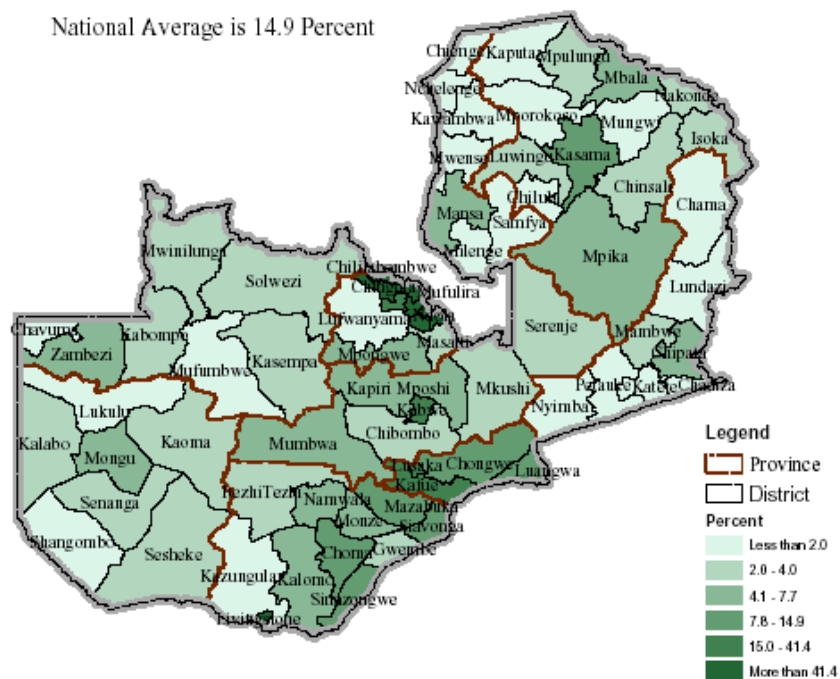 National Average is 14.9 Percent
Chienge
Kaputa
Mpulungu
Mbala
Nakonde
Kawambwa
Mporokoso
Mungwi
Isoka
Mwense
Luwingu
Kasama
Chinsali
Chilubi
Mansa
Samfya
Chama
Milenge
Mpika
Mwinilunga
Solwezi
Chililabombwe
Mufulira
Lundazi
Chavuma
Kabompo
Lufwanyama
Masaiti
Serenje
Mambwe
Zambezi
Mufumbwe
Kasempa
Mpongwe
Chipata
Lukulu
Kapiri Mposhi
Mkushi
Nyimba
Petauke
Katete
Chadiza
Kalabo
Kaoma
Mumbwa
Kabwe
Chibombo
Mongu
Lusaka
Chongwe
Luangwa
Senanga
Kafue
Itezhi Tezhi
Namwala
Mazabuka
Siavonga
Shangombo
Sesheke
Monze
Choma
Gwembe
Kazungula
Kalomo
Sinazongwe
Livingstone
Legend
Province
District
Percent
Less than 2.0
2.0 - 4.0
4.1 - 7.7
7.8 - 14.9
15.0 - 41.4
More than 41.4